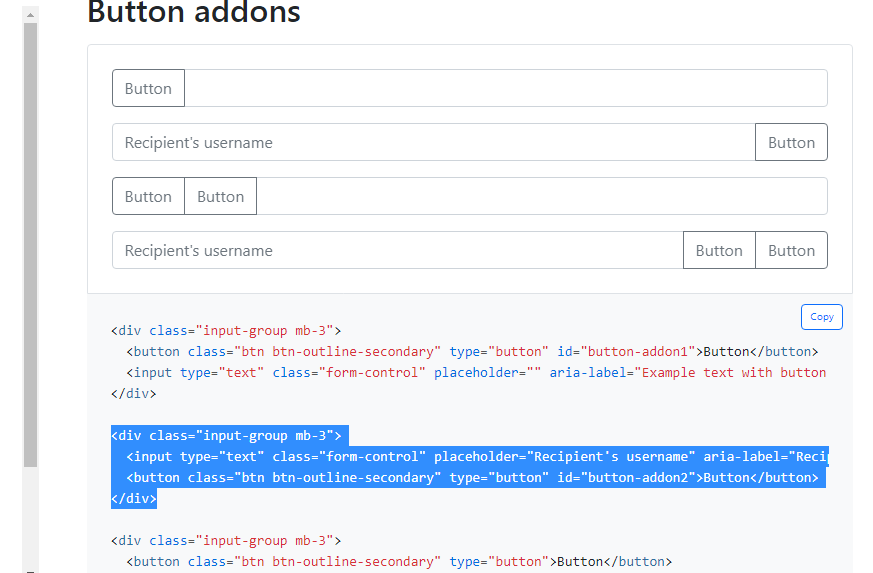 Button addons
Button
Recipient's username Button
Button Button
Recipient's username Button Button
Copy
<div class="input-group mb-3">
<button class="btn btn-outline-secondary" type="button" id="button-addon1">Button</button>
<input type="text" class="form-control" placeholder="" aria-label="Example text with button
</div>
<div class="input-group mb-3">
<input type="text" class="form-control" placeholder="Recipient's username" aria-label="Recip
<button class="btn btn-outline-secondary" type="button" id="button-addon2">Button</button>
</div>
<div class="input-group mb-3">
<button class="btn btn-outline-secondary" type="button">Button</button>